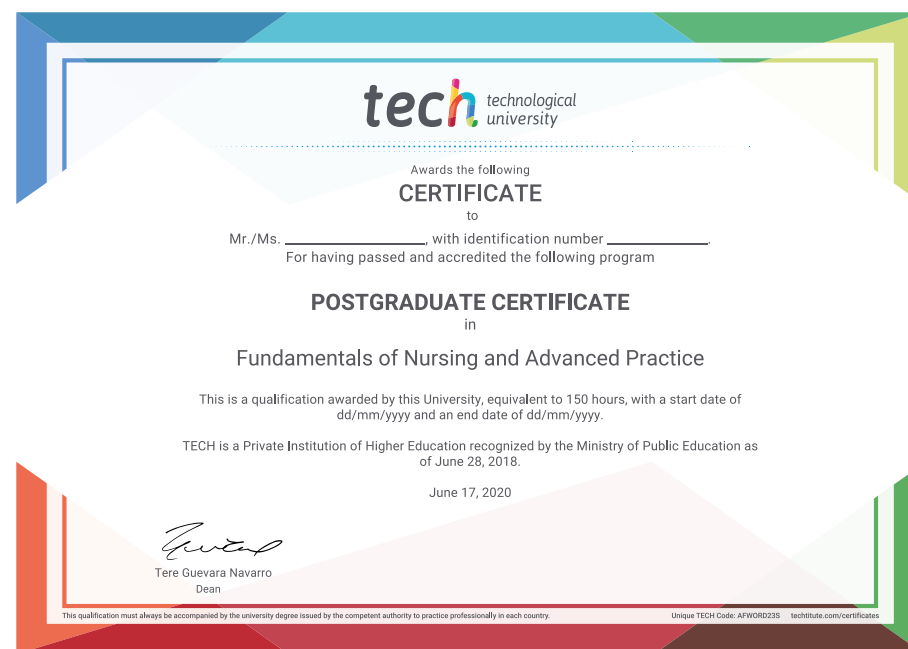 tech technological
university
Awards the following
CERTIFICATE
to
Mr./Ms. ____________________, with identification number ______________.
For having passed and accredited the following program
POSTGRADUATE CERTIFICATE
in
Fundamentals of Nursing and Advanced Practice
This is a qualification awarded by this University, equivalent to 150 hours, with a start date of
dd/mm/yyyy and an end date of dd/mm/yyyy.
TECH is a Private Institution of Higher Education recognized by the Ministry of Public Education as
of June 28, 2018.
June 17, 2020
Tere Guevara Navarro
Dean
This qualification must always be accompanied by the university degree issued by the competent authority to practice professionally in each country. Unique TECH Code: AFWORD23S techtitute.com/certificates